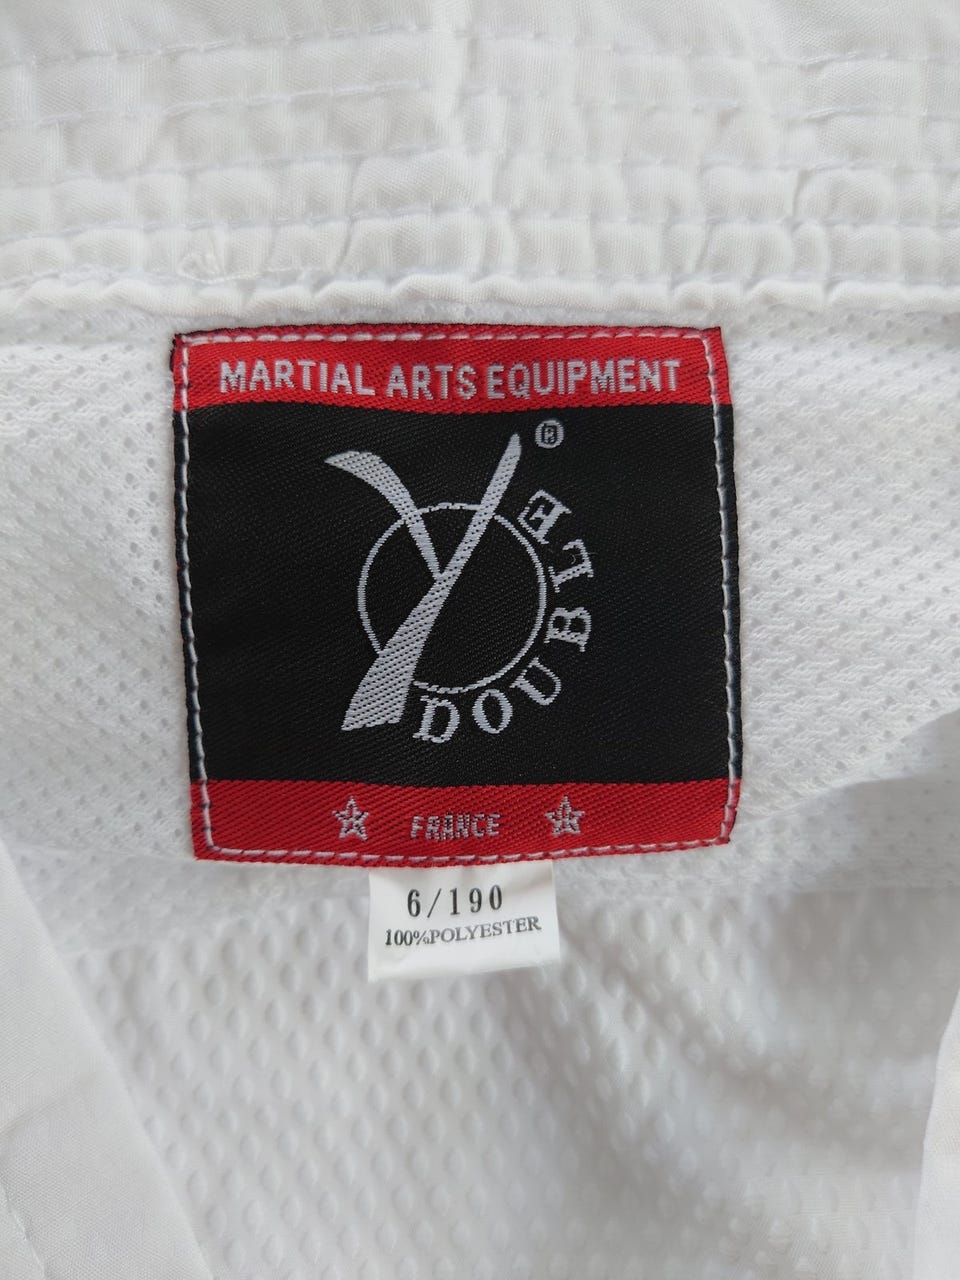 MARTIAL ARTS EQUIPMENT
Y ®
DOUBLE
FRANCE
6/190
100%POLYESTER